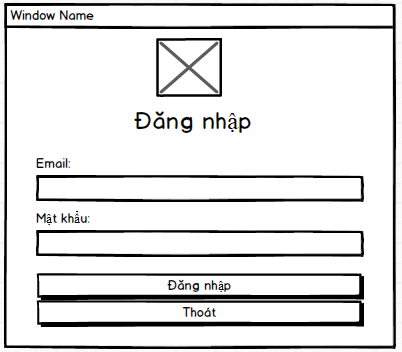 Window Name
Đăng nhập
Email:
Mật khẩu:
Đăng nhập
Thoát